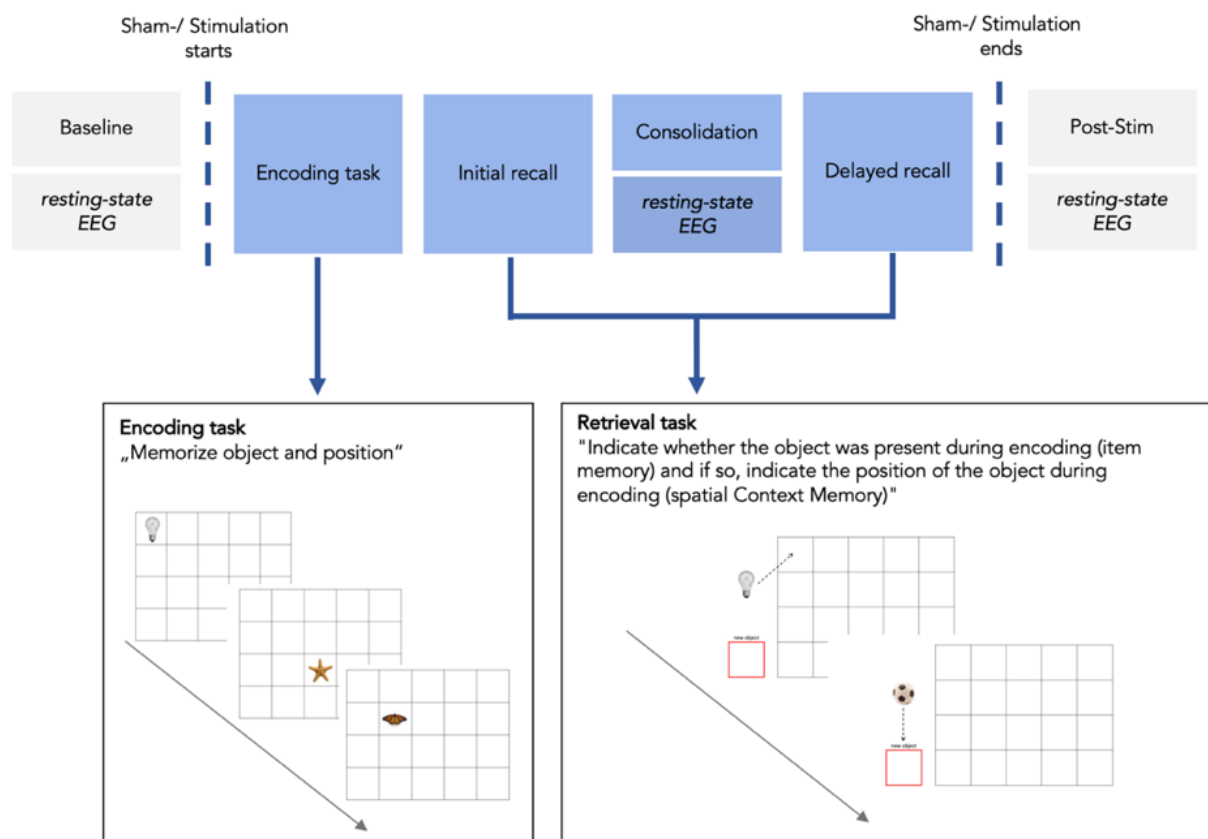 Sham-/ Stimulation
starts
Sham-/ Stimulation
ends
Baseline
resting-state
EEG
Encoding task
Initial recall
Consolidation
resting-state
EEG
Delayed recall
Post-Stim
resting-state
EEG
Encoding task
„Memorize object and position“
Retrieval task
"Indicate whether the object was present during encoding (item
memory) and if so, indicate the position of the object during
encoding (spatial Context Memory)"
new object
new object